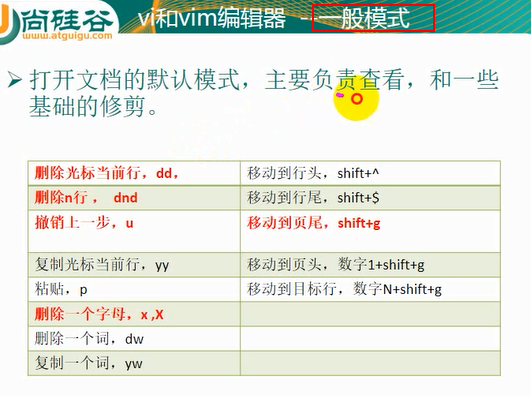 尚硅谷
www.atguigu.com
vi和vim编辑器 --一般模式
➢ 打开文档的默认模式，主要负责查看，和一些
基础的修剪。
删除光标当前行，dd， 移动到行头，shift+^
删除n行 ， dnd 移动到行尾，shift+$
撤销上一步，u 移动到页尾，shift+g
复制光标当前行，yy 移动到页头，数字1+shift+g
粘贴，p 移动到目标行，数字N+shift+g
删除一个字母，x ,X
删除一个词，dw
复制一个词，yw